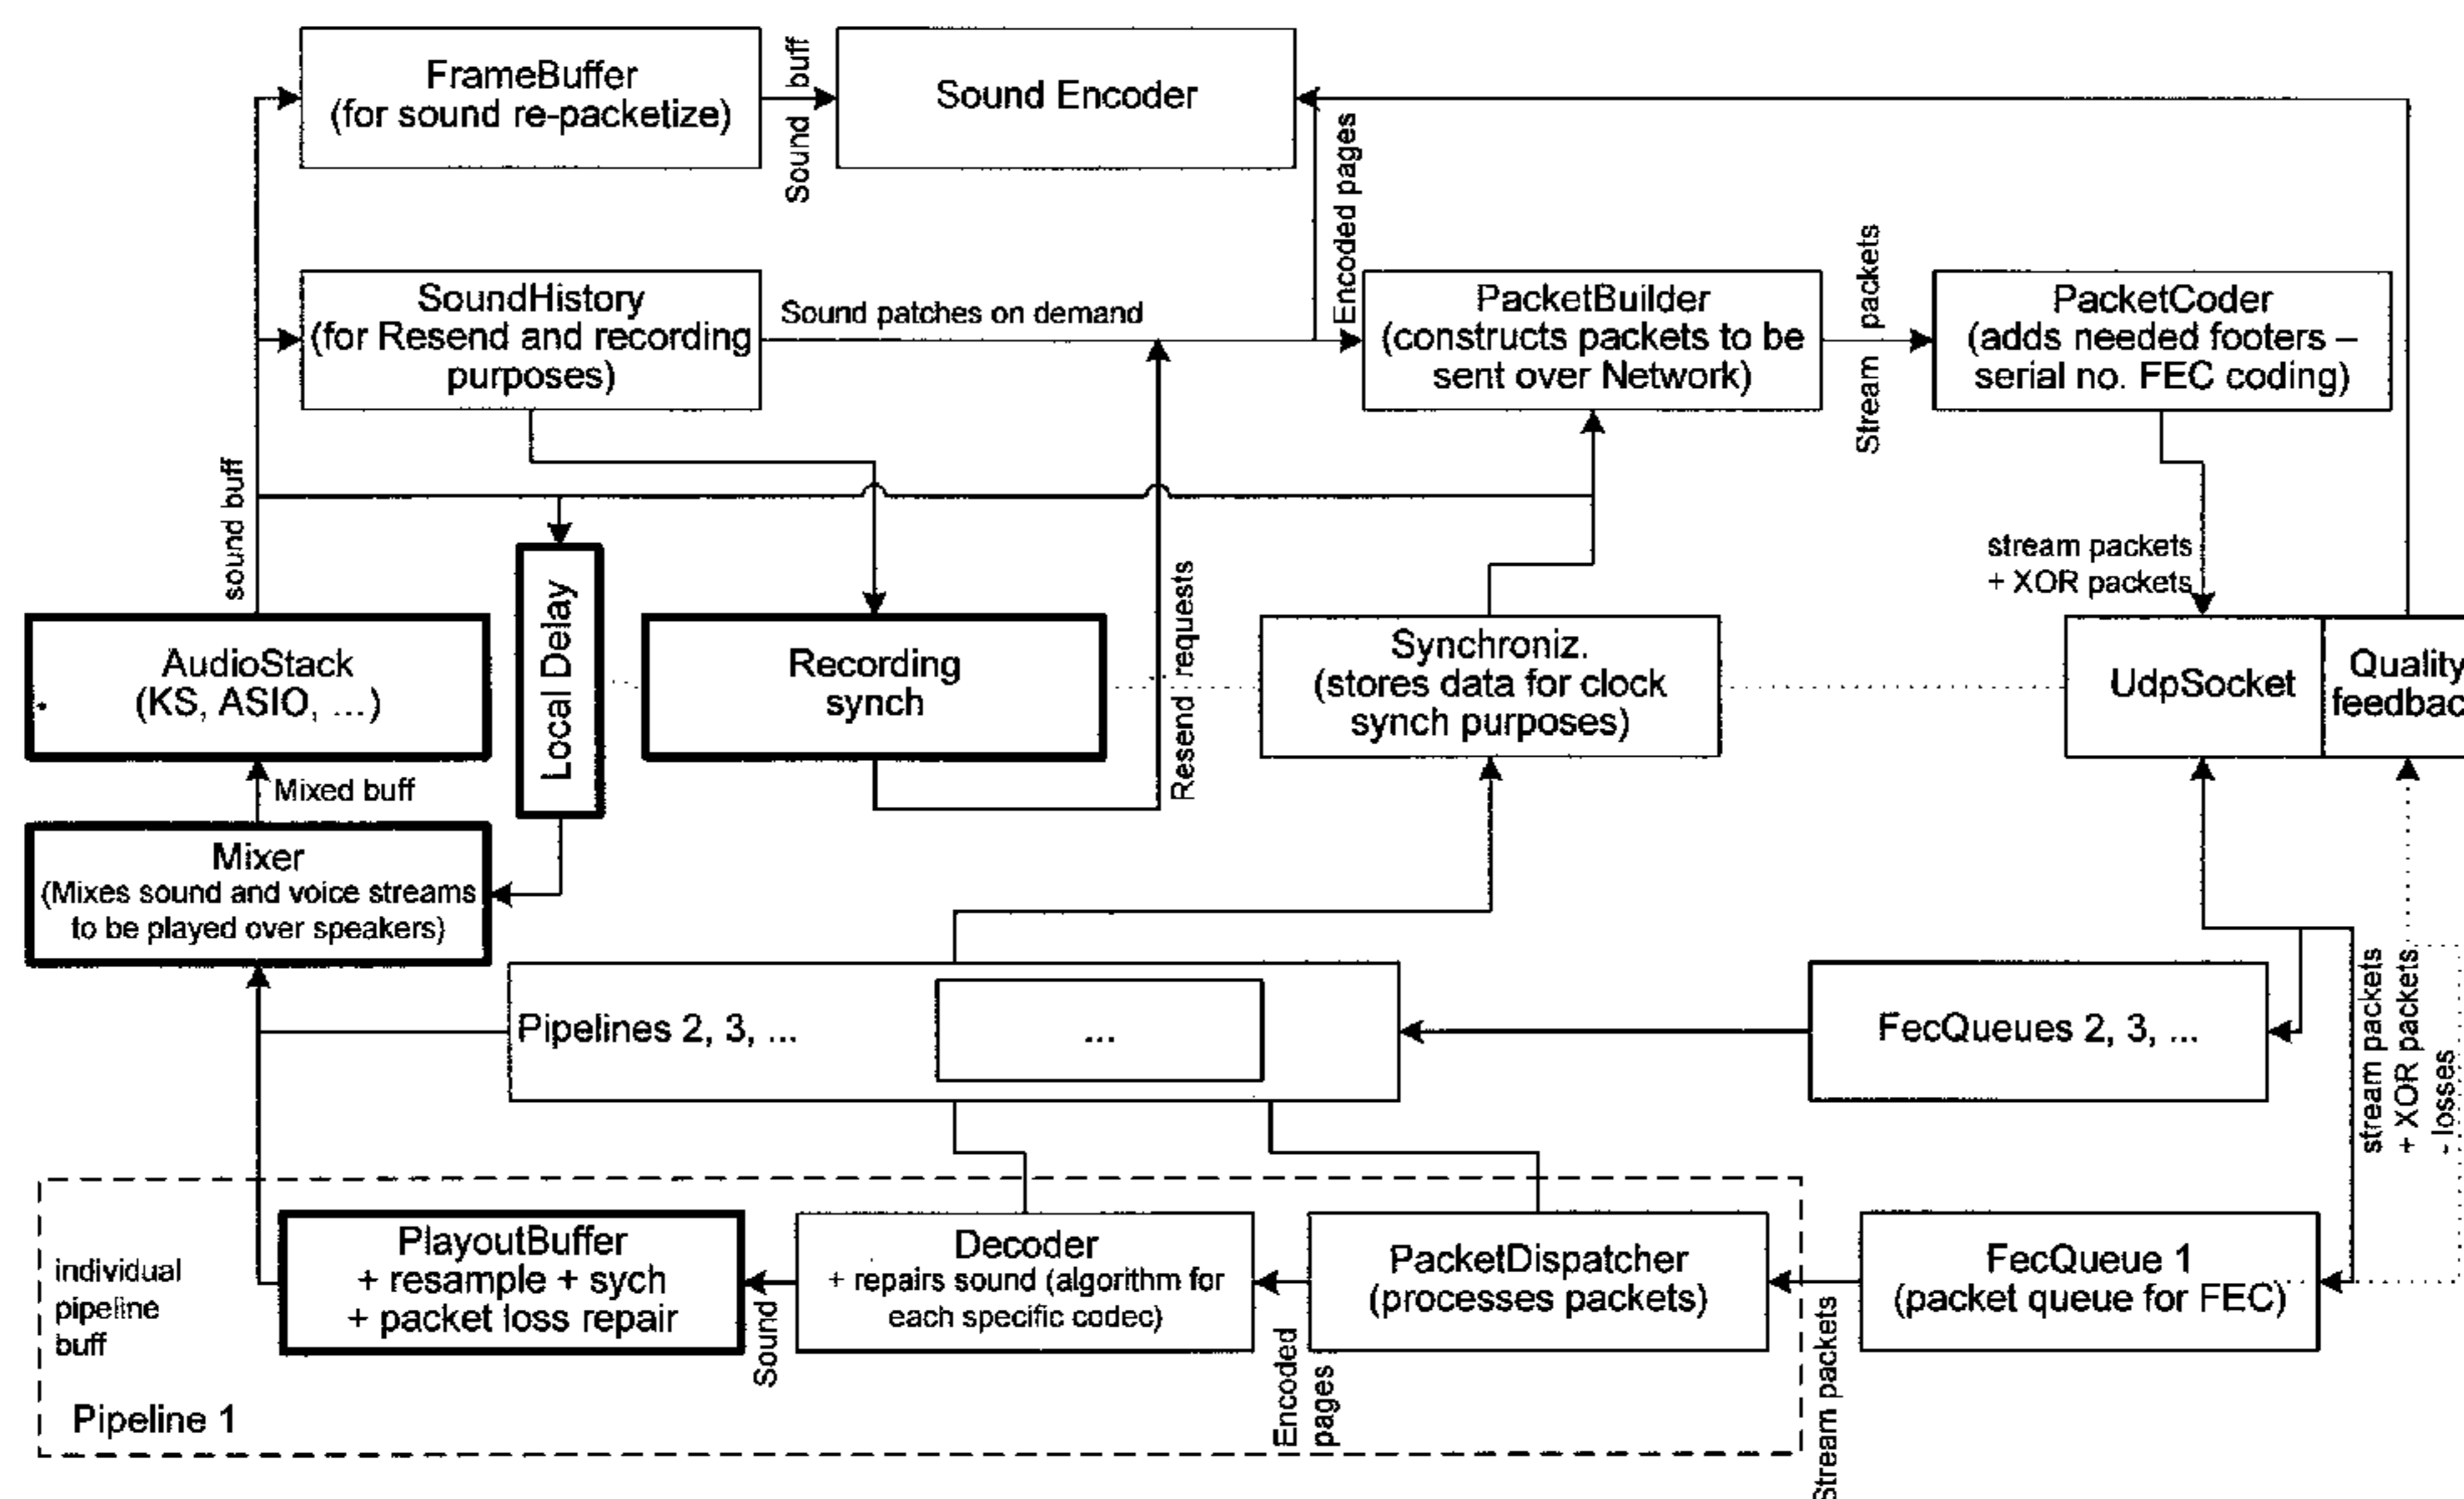 FrameBuffer
(for sound re-packetize)
Sound buff
Sound Encoder
Encoded pages
SoundHistory
(for Resend and recording
purposes)
Sound patches on demand
PacketBuilder
(constructs packets to be
sent over Network)
Stream packets
PacketCoder
(adds needed footers –
serial no. FEC coding)
sound buff
stream packets
+ XOR packets
AudioStack
(KS, ASIO, ...)
Local Delay
Recording
synch
Resend requests
Synchroniz.
(stores data for clock
synch purposes)
UdpSocket
Quality
feedbac
Mixed buff
Mixer
(Mixes sound and voice streams
to be played over speakers)
Pipelines 2, 3, ...
...
FecQueues 2, 3, ...
stream packets
+ XOR packets
- losses
individual
pipeline
buff
PlayoutBuffer
+ resample + sych
+ packet loss repair
Sound
Decoder
+ repairs sound (algorithm for
each specific codec)
Encoded
pages
PacketDispatcher
(processes packets)
Stream packets
FecQueue 1
(packet queue for FEC)
Pipeline 1